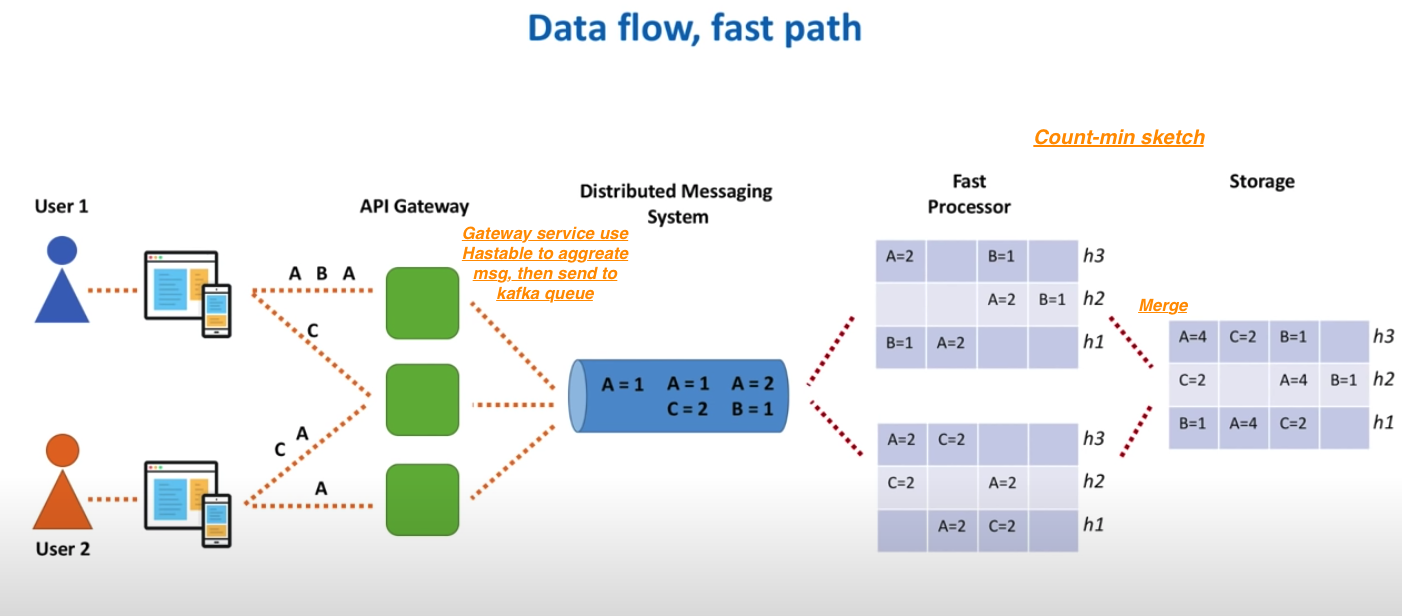 Data flow, fast path
Count-min sketch
Fast
Processor
Storage
User 1
API Gateway
Distributed Messaging
System
Gateway service use
Hastable to aggreate
msg, then send to
kafka queue
A B A
C
C A
A
User 2
A = 1 A = 1 A = 2
C = 2 B = 1
A=2 B=1 h3
A=2 B=1 h2
B=1 A=2 h1
A=2 C=2 h3
C=2 A=2 h2
A=2 C=2 h1
Merge
A=4 C=2 B=1 h3
C=2 A=4 B=1 h2
B=1 A=4 C=2 h1